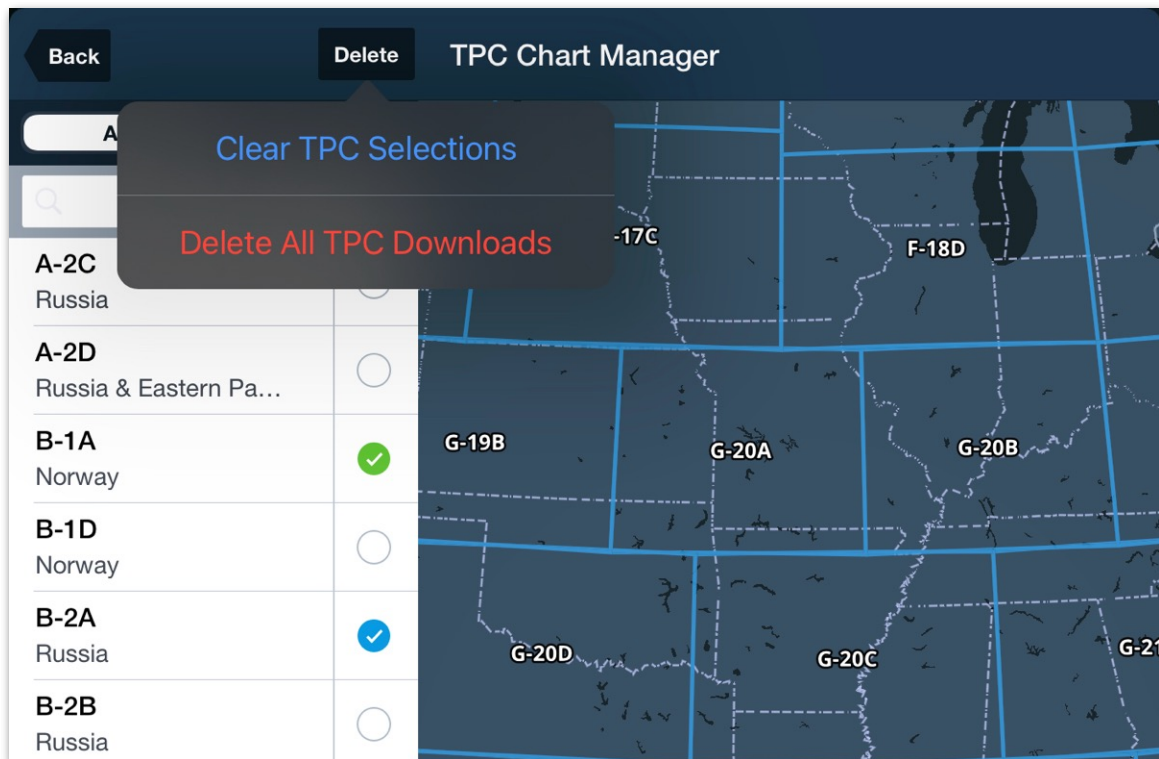 Back
Delete
TPC Chart Manager
A
Clear TPC Selections
Delete All TPC Downloads
A-2C
Russia
A-2D
Russia & Eastern Pa...
B-1A
Norway
B-1D
Norway
B-2A
Russia
B-2B
Russia
-17C
F-18D
G-19B
G-20A
G-20B
G-20D
G-20C
G-21